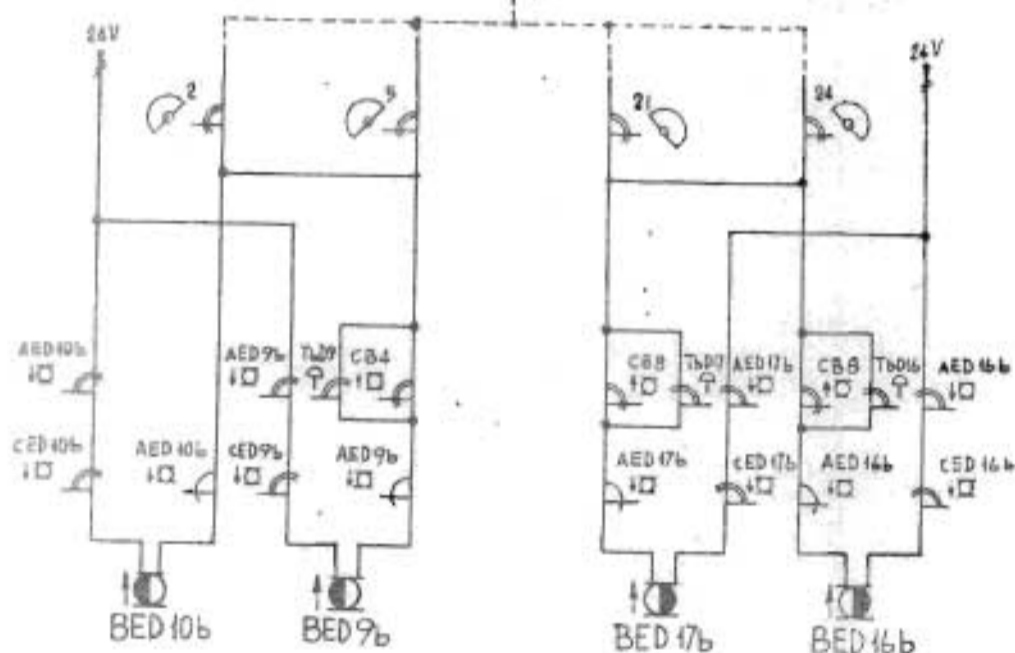 24V
2
5
21
24
24V
AED10b
AED9b
TbD9
CB4
CB8
TbD17
AED17b
CB8
TbD16
AED16b
CED10b
AED10b
CED9b
AED9b
AED17b
CED17b
AED16b
CED16b
BED10b
BED9b
BED17b
BED16b